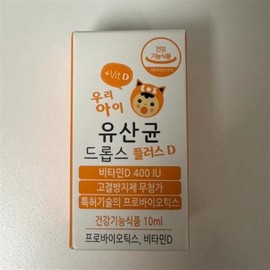 +Vit D
건강
기능식품
우리
아이
유산균
드롭스 플러스 D
비타민D 400 IU
고결방지제 무첨가
특허기술의 프로바이오틱스
건강기능식품 10ml
프로바이오틱스, 비타민D